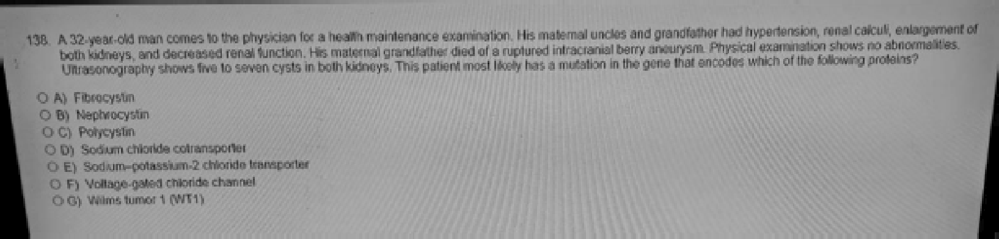 138. A 32-year-old man comes to the physician for a health maintenance examination. His maternal uncles and grandfather had hypertension, renal calculi, enlargement of
both kidneys, and decreased renal function. His maternal grandfather died of a ruptured intracranial berry aneurysm. Physical examination shows no abnormalities.
Ultrasonography shows five to seven cysts in both kidneys. This patient most likely has a mutation in the gene that encodes which of the following proteins?
A) Fibrocystin
B) Nephrocystin
C) Polycystin
D) Sodium chloride cotransporter
E) Sodium-potassium-2 chloride transporter
F) Voltage-gated chloride channel
G) Wilms tumor 1 (WT1)